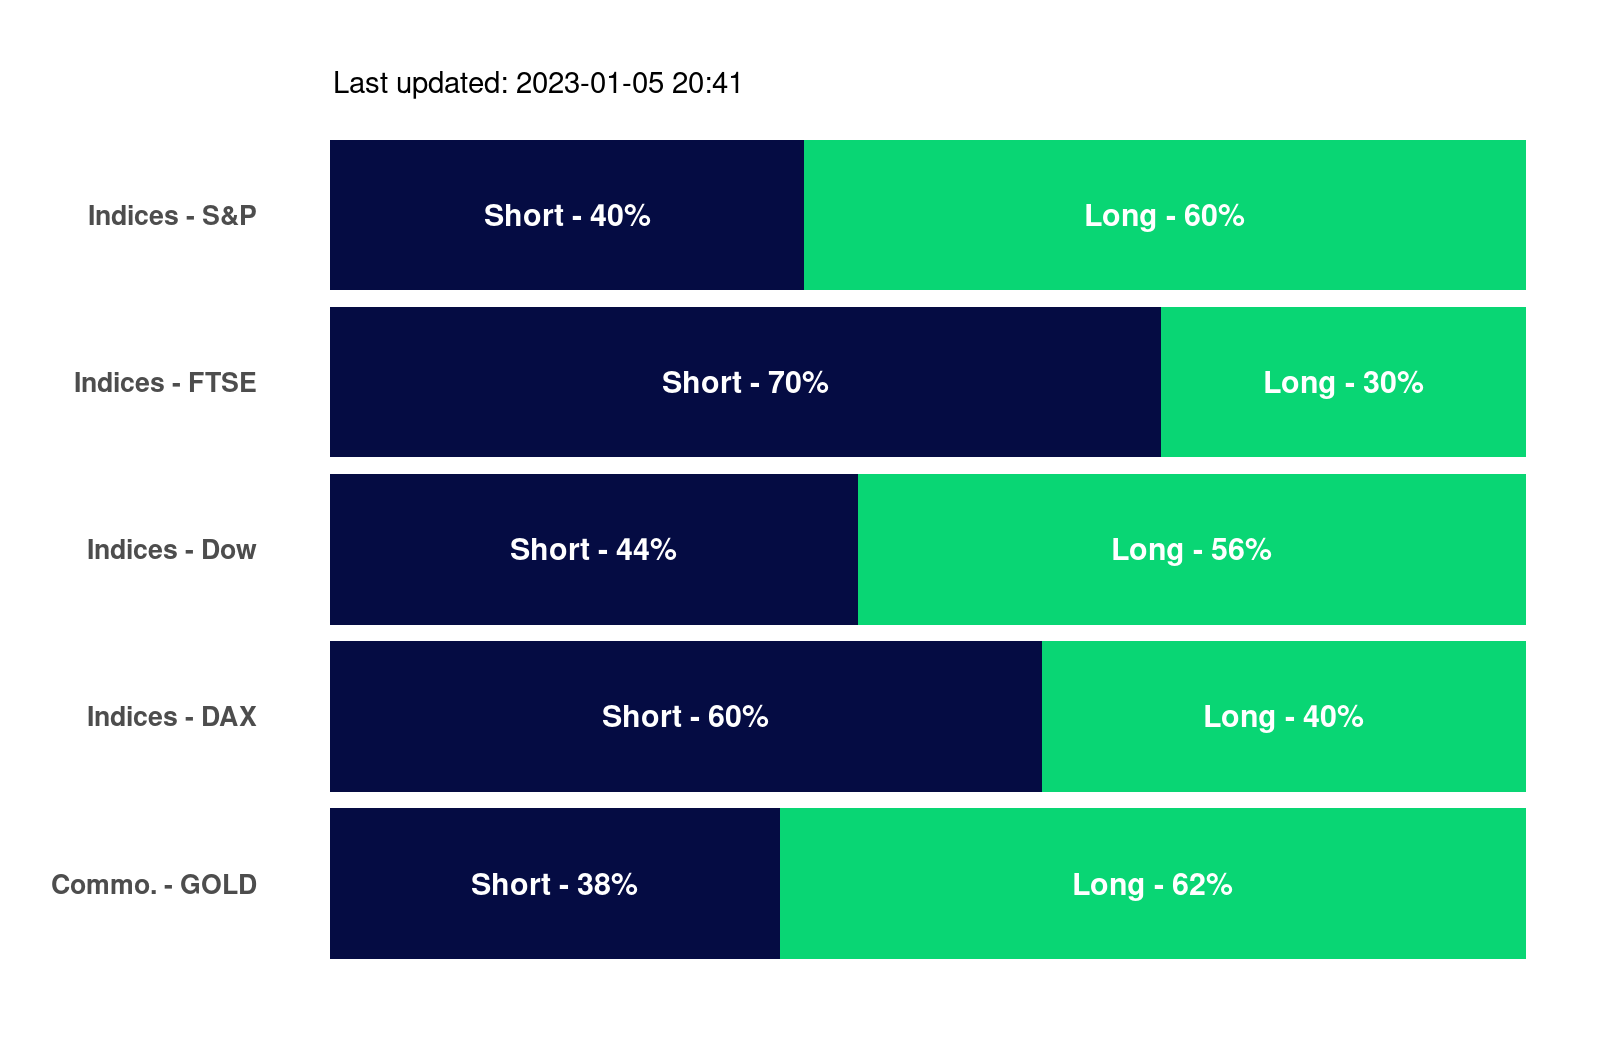 Last updated: 2023-01-05 20:41
Indices - S&P Short - 40% Long - 60%
Indices - FTSE Short - 70% Long - 30%
Indices - Dow Short - 44% Long - 56%
Indices - DAX Short - 60% Long - 40%
Commo. - GOLD Short - 38% Long - 62%